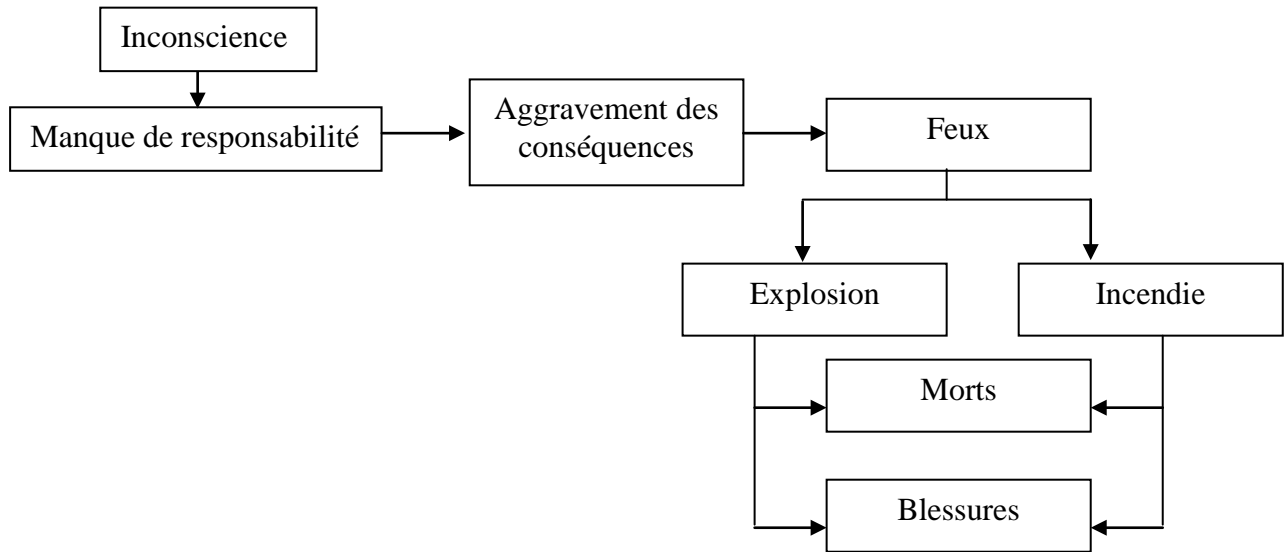 Inconscience
Manque de responsabilité
Aggravement des
conséquences
Feux
Explosion
Incendie
Morts
Blessures